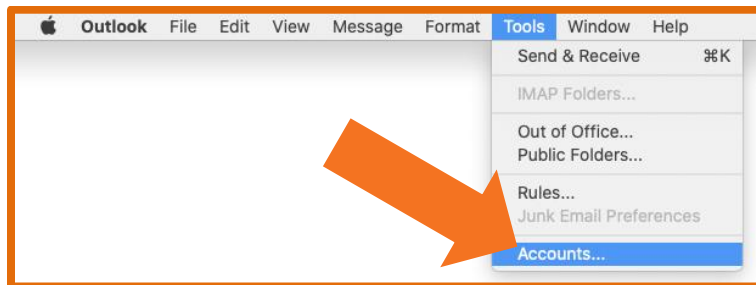 Outlook File Edit View Message Format Tools Window Help
Send & Receive ⌘K
IMAP Folders...
Out of Office...
Public Folders...
Rules...
Junk Email Preferences
Accounts...